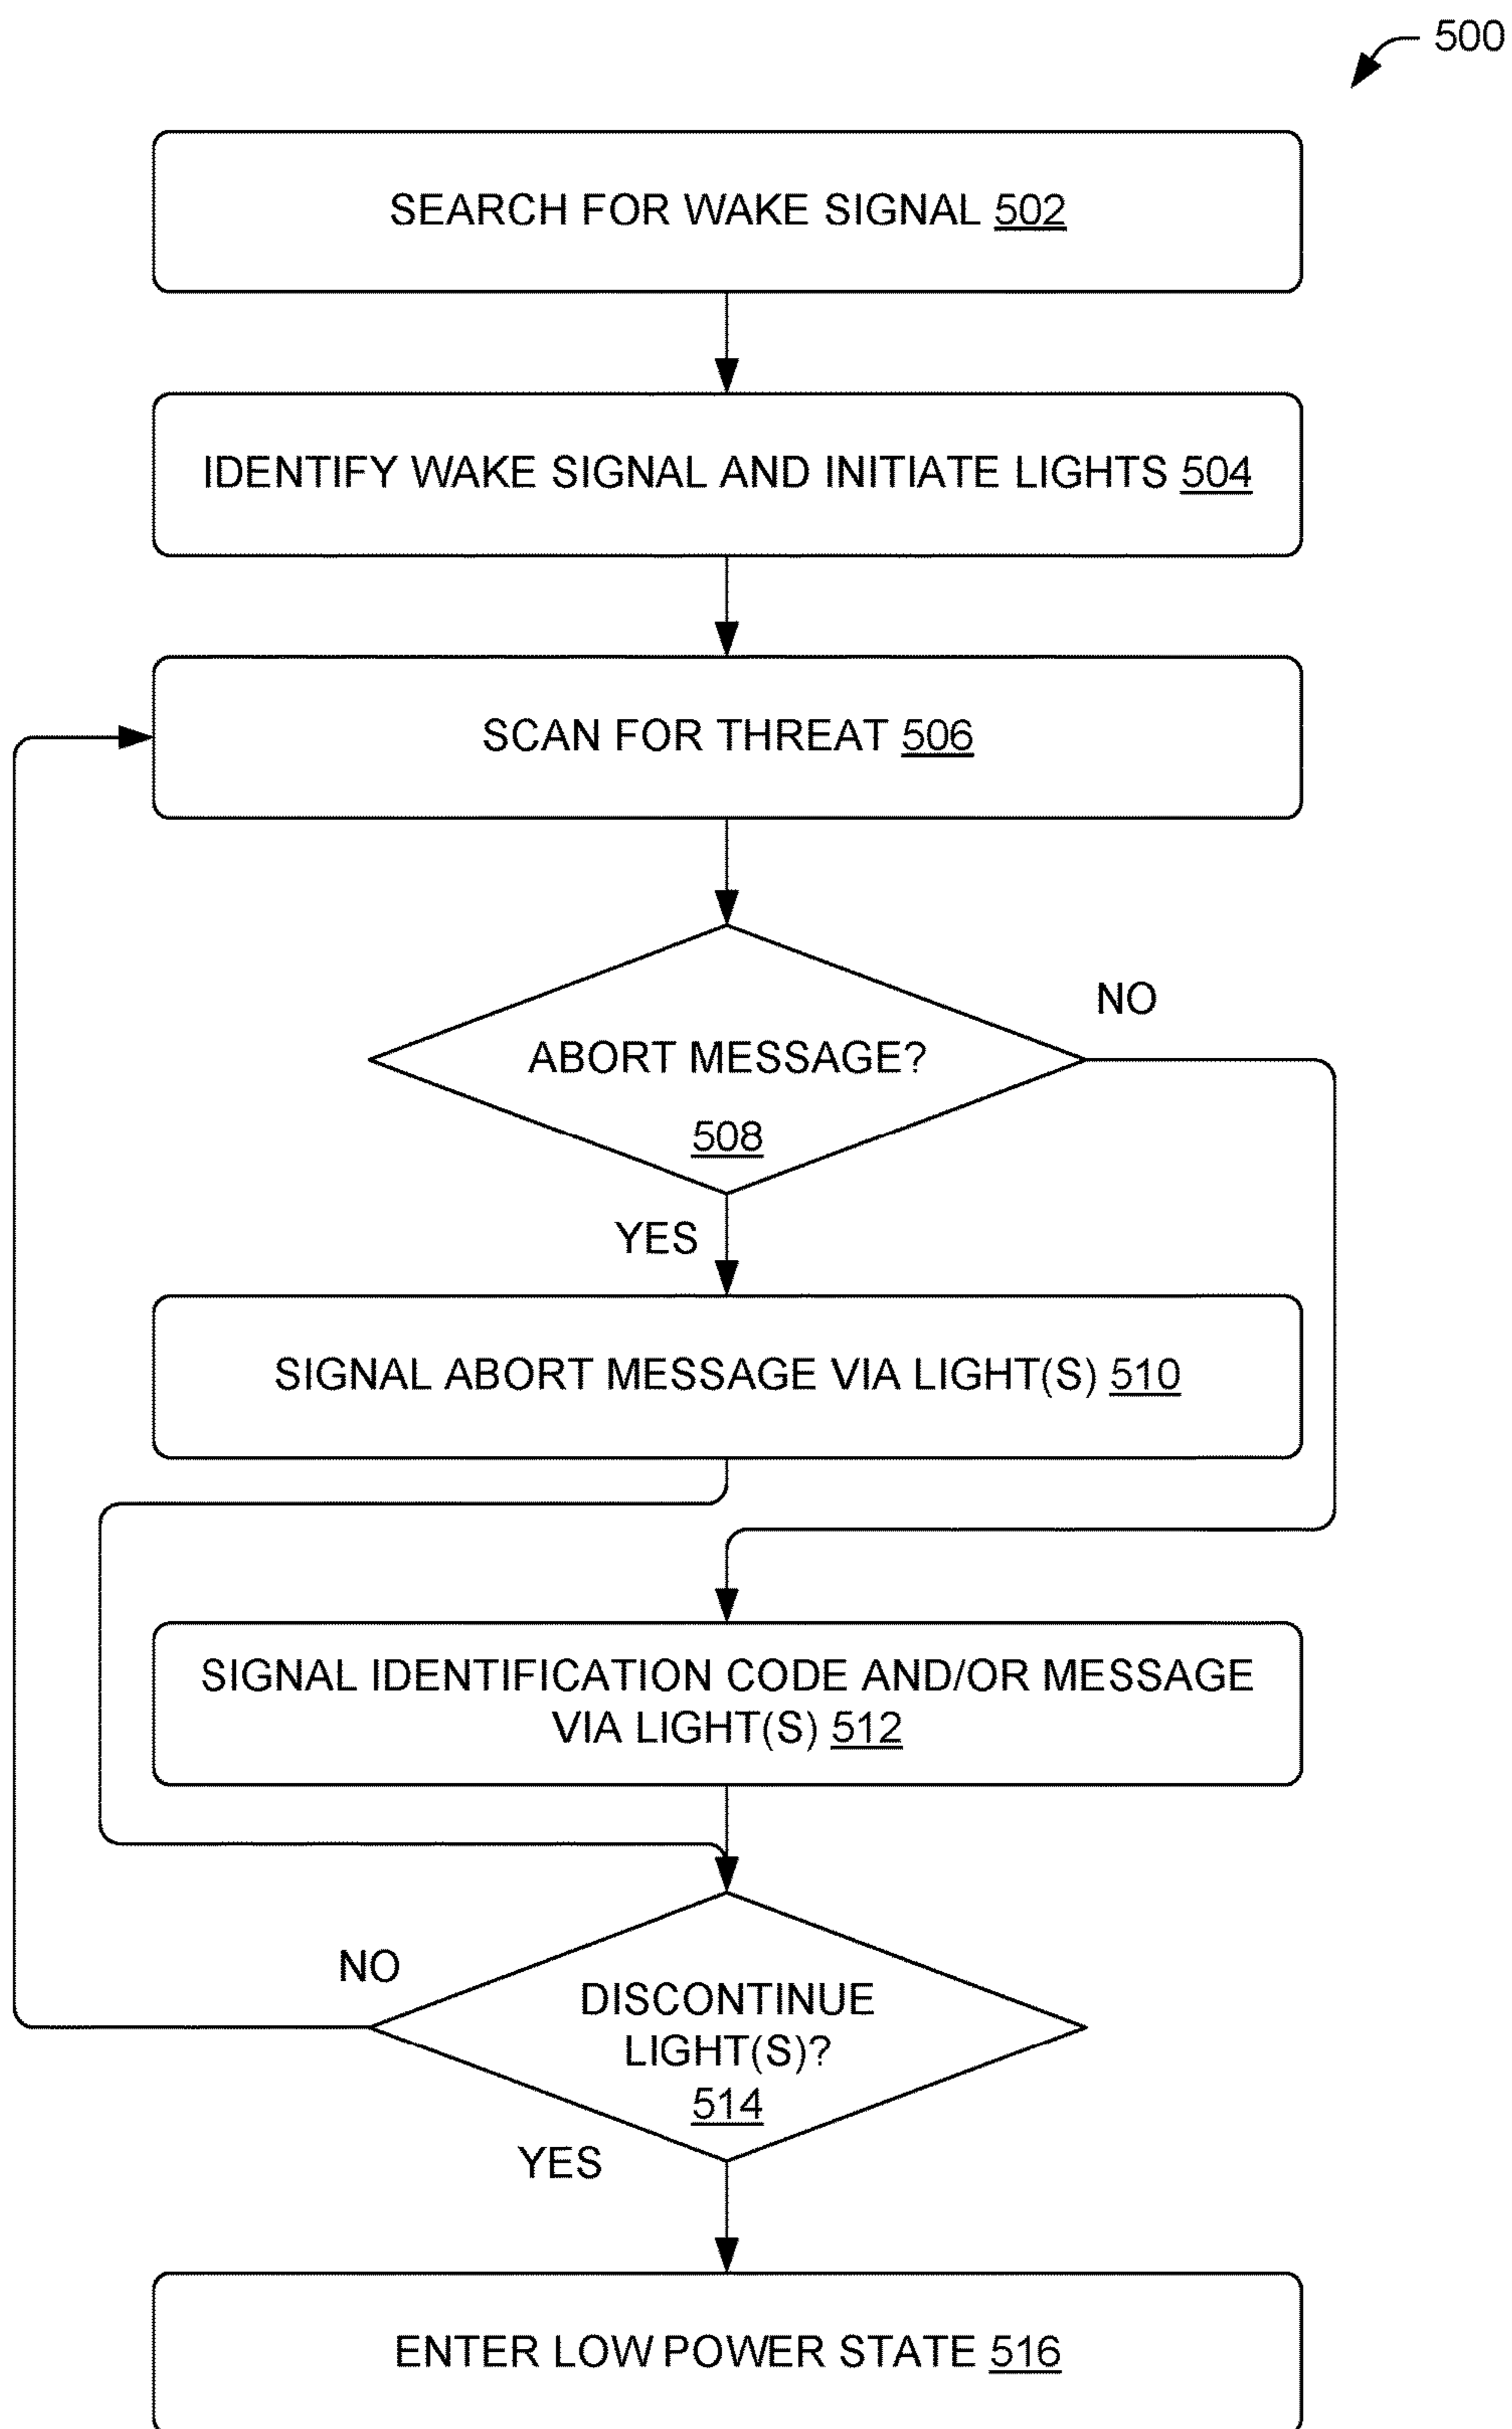 500
SEARCH FOR WAKE SIGNAL 502
IDENTIFY WAKE SIGNAL AND INITIATE LIGHTS 504
SCAN FOR THREAT 506
NO
ABORT MESSAGE?
508
YES
SIGNAL ABORT MESSAGE VIA LIGHT(S) 510
SIGNAL IDENTIFICATION CODE AND/OR MESSAGE
VIA LIGHT(S) 512
NO
DISCONTINUE
LIGHT(S)?
514
YES
ENTER LOW POWER STATE 516